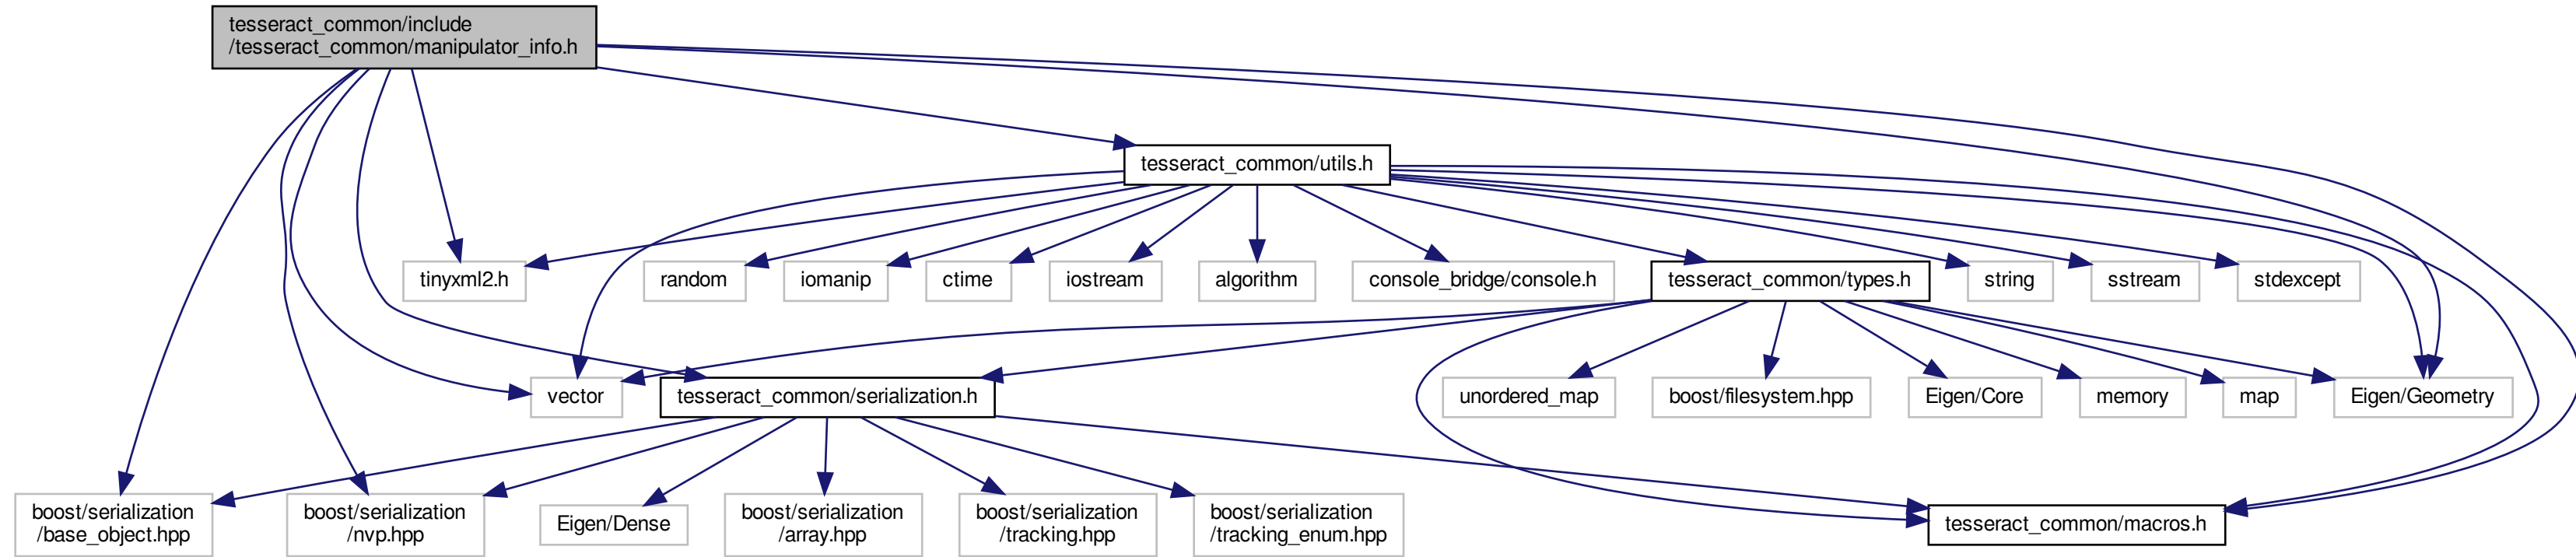 tesseract_common/include
/tesseract_common/manipulator_info.h
tesseract_common/utils.h
tinyxml2.h
random
iomanip
ctime
iostream
algorithm
console_bridge/console.h
tesseract_common/types.h
string
sstream
stdexcept
vector
tesseract_common/serialization.h
unordered_map
boost/filesystem.hpp
Eigen/Core
memory
map
Eigen/Geometry
boost/serialization
/base_object.hpp
boost/serialization
/nvp.hpp
Eigen/Dense
boost/serialization
/array.hpp
boost/serialization
/tracking.hpp
boost/serialization
/tracking_enum.hpp
tesseract_common/macros.h